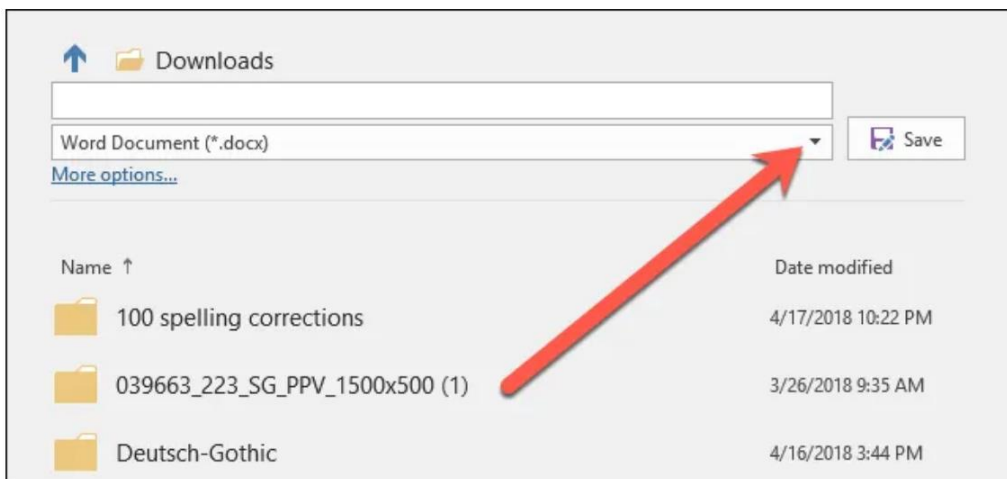 Downloads
Word Document (*.docx)
Save
More options...
Name ↑ Date modified
100 spelling corrections 4/17/2018 10:22 PM
039663_223_SG_PPV_1500x500 (1) 3/26/2018 9:35 AM
Deutsch-Gothic 4/16/2018 3:44 PM